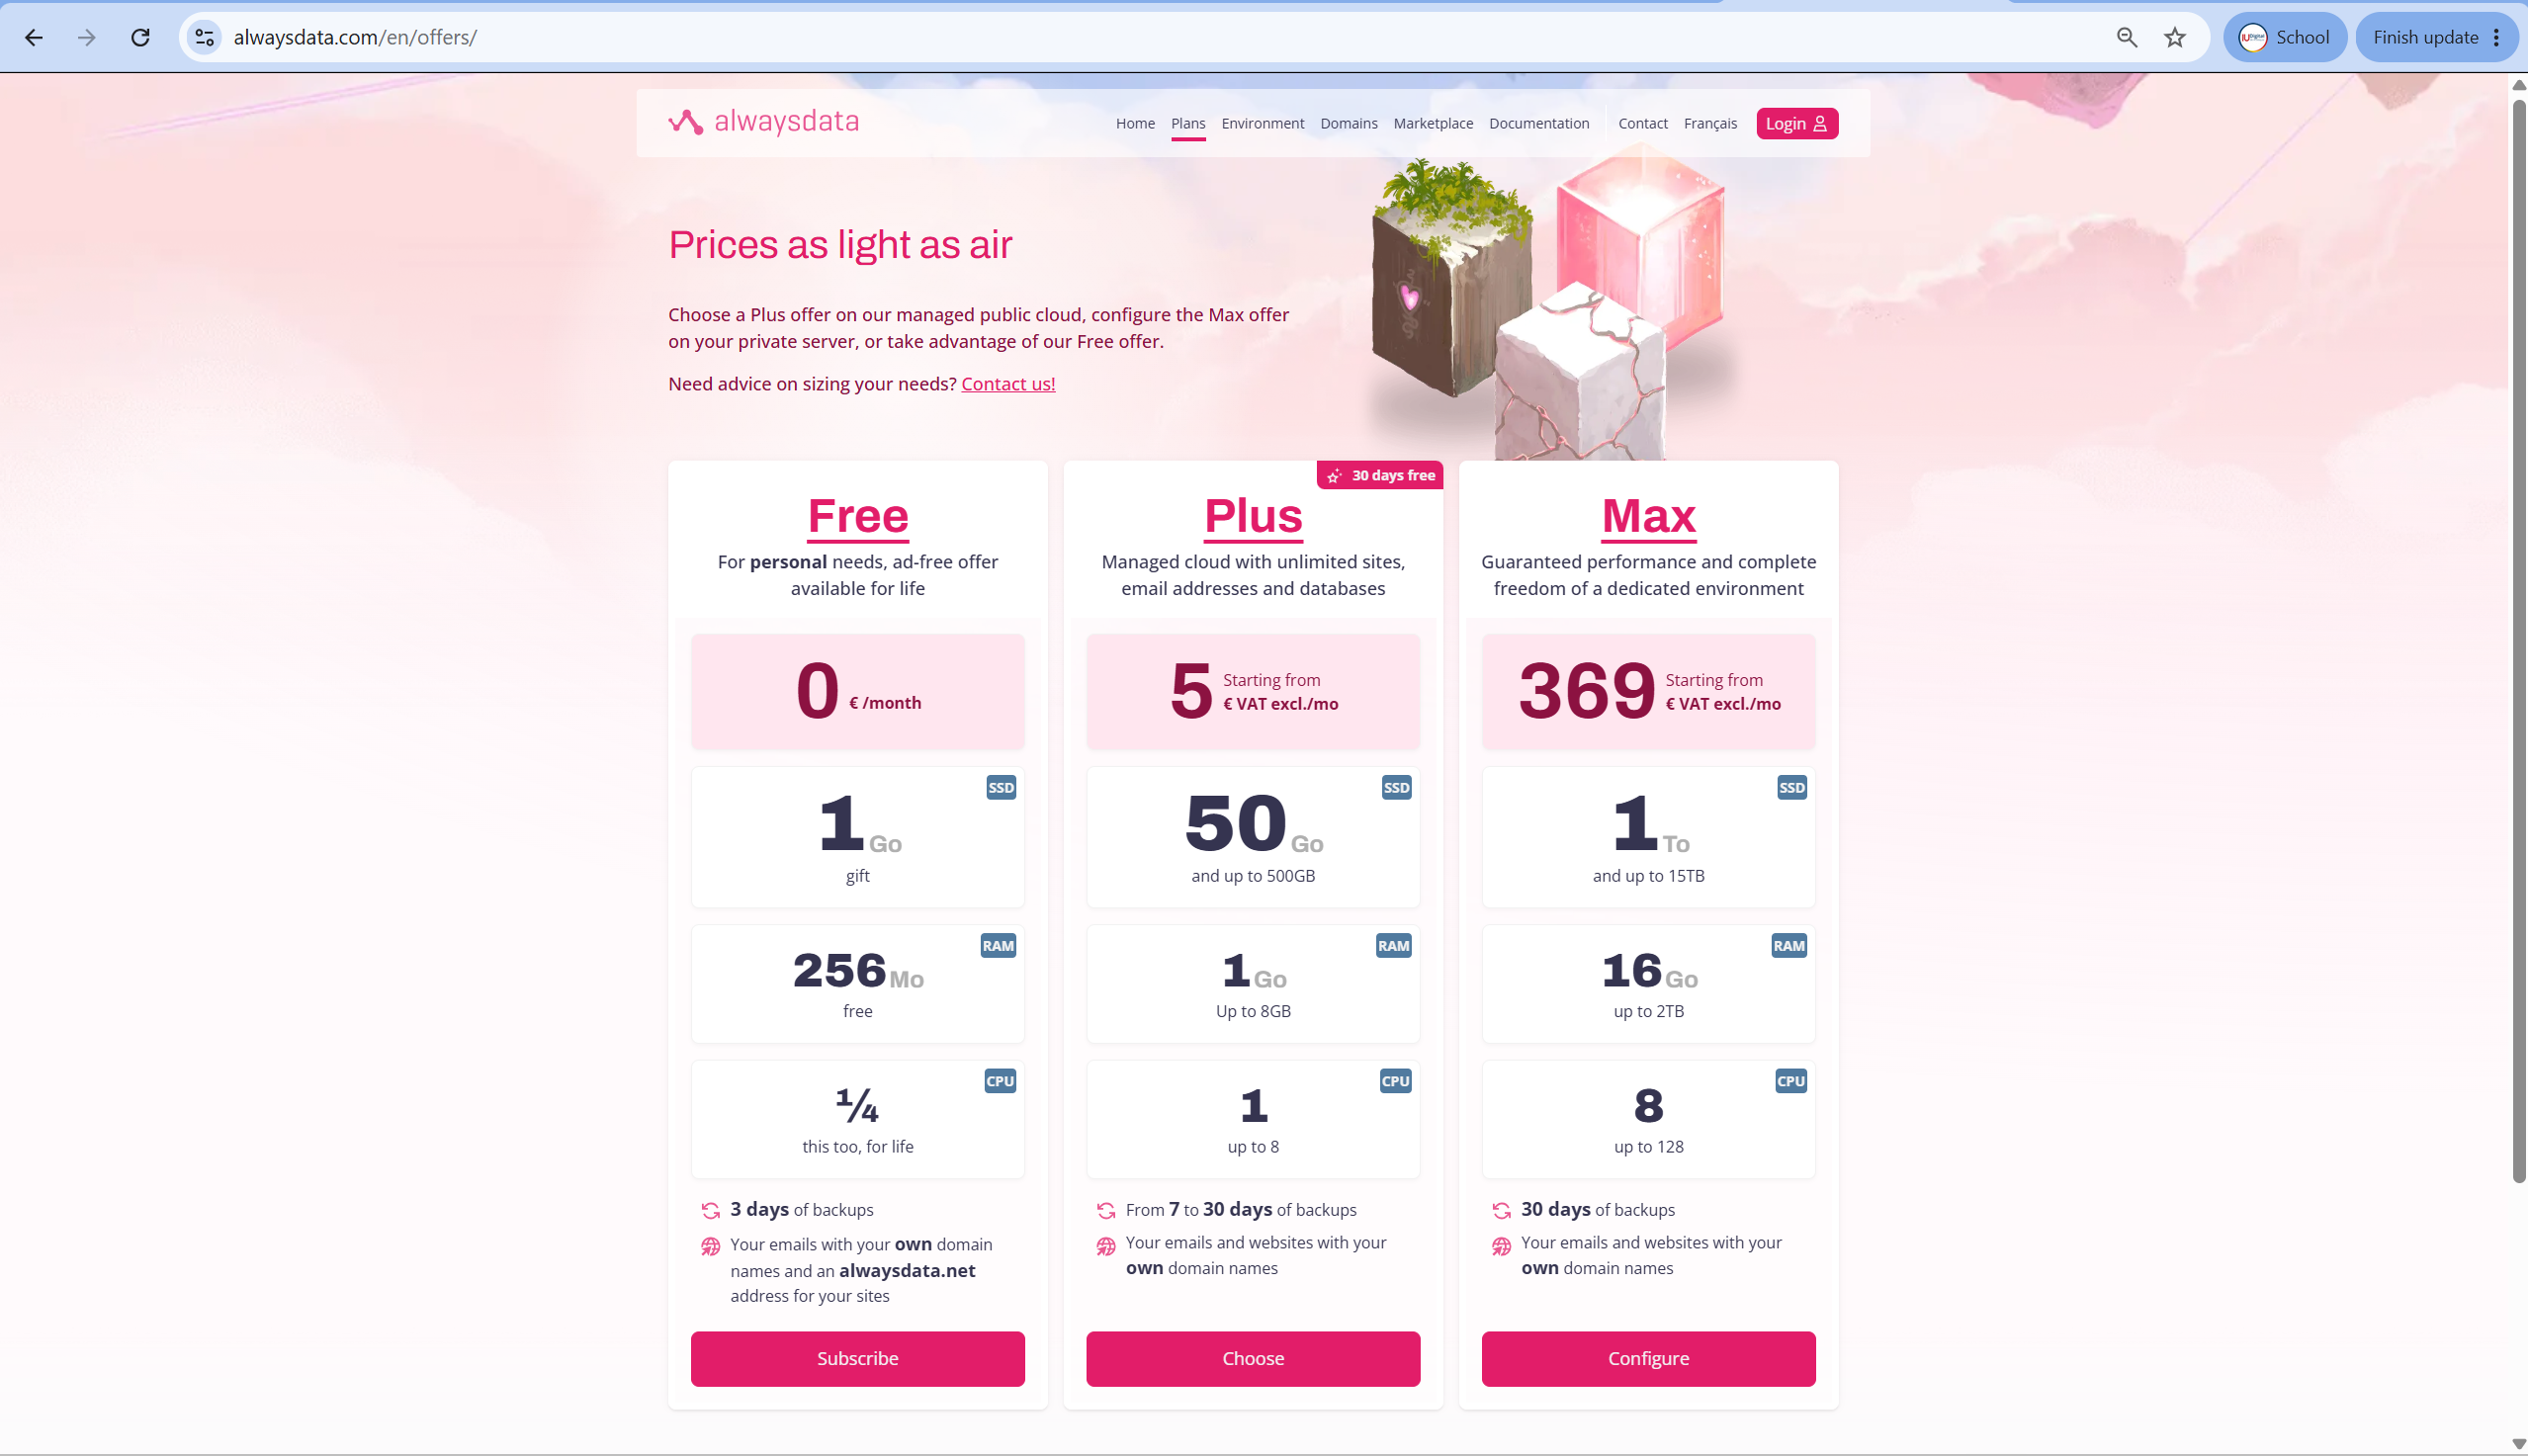 alwaysdata.com/en/offers/
School
Finish update
alwaysdata
Home
Plans
Environment
Domains
Marketplace
Documentation
Contact
Français
Login
Prices as light as air
Choose a Plus offer on our managed public cloud, configure the Max offer
on your private server, or take advantage of our Free offer.
Need advice on sizing your needs? Contact us!
Free
For personal needs, ad-free offer
available for life
0 € /month
SSD
1 Go
gift
RAM
256 Mo
free
CPU
¼
this too, for life
3 days of backups
Your emails with your own domain
names and an alwaysdata.net
address for your sites
Subscribe
30 days free
Plus
Managed cloud with unlimited sites,
email addresses and databases
5 Starting from
€ VAT excl./mo
SSD
50 Go
and up to 500GB
RAM
1 Go
Up to 8GB
CPU
1
up to 8
From 7 to 30 days of backups
Your emails and websites with your
own domain names
Choose
Max
Guaranteed performance and complete
freedom of a dedicated environment
369 Starting from
€ VAT excl./mo
SSD
1 To
and up to 15TB
RAM
16 Go
up to 2TB
CPU
8
up to 128
30 days of backups
Your emails and websites with your
own domain names
Configure